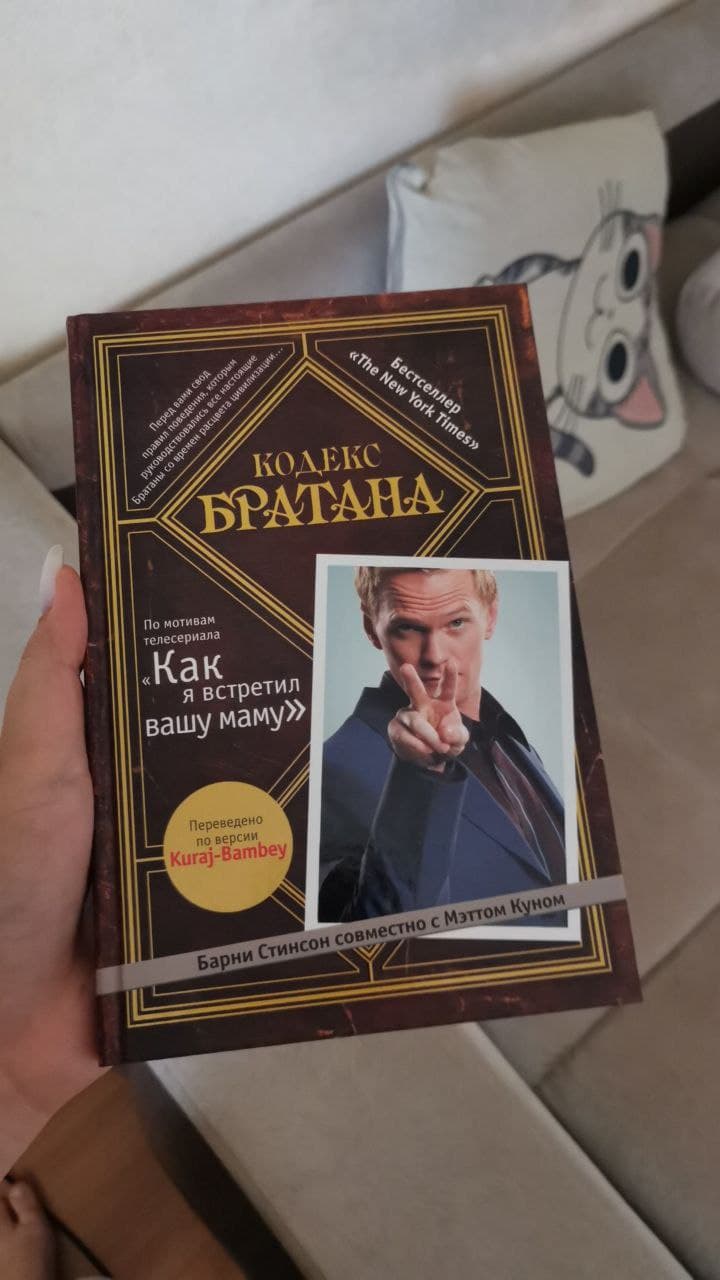 Перед вами свод
правил поведения, которым
руководствовались все настоящие
Братаны со времен расцвета цивилизации...
Бестселлер
«The New York Times»
КОДЕКС
БРАТАНА
По мотивам
телесериала
«Как
я встретил
вашу маму»
Переведено
по версии
Kuraj-Bambey
Барни Стинсон совместно с Мэттом Куном